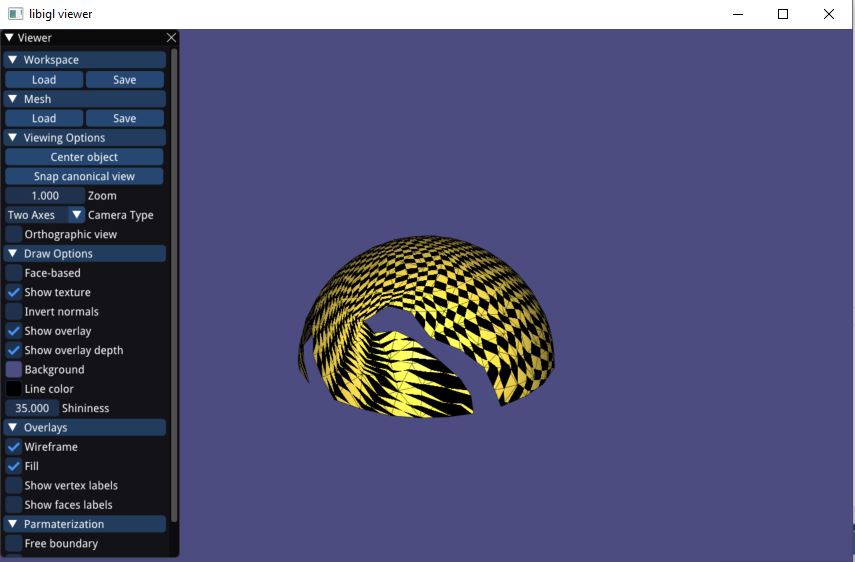 libigl viewer
Viewer
Workspace
Load Save
Mesh
Load Save
Viewing Options
Center object
Snap canonical view
1.000 Zoom
Two Axes Camera Type
Orthographic view
Draw Options
Face-based
Show texture
Invert normals
Show overlay
Show overlay depth
Background
Line color
35.000 Shininess
Overlays
Wireframe
Fill
Show vertex labels
Show faces labels
Parmaterization
Free boundary